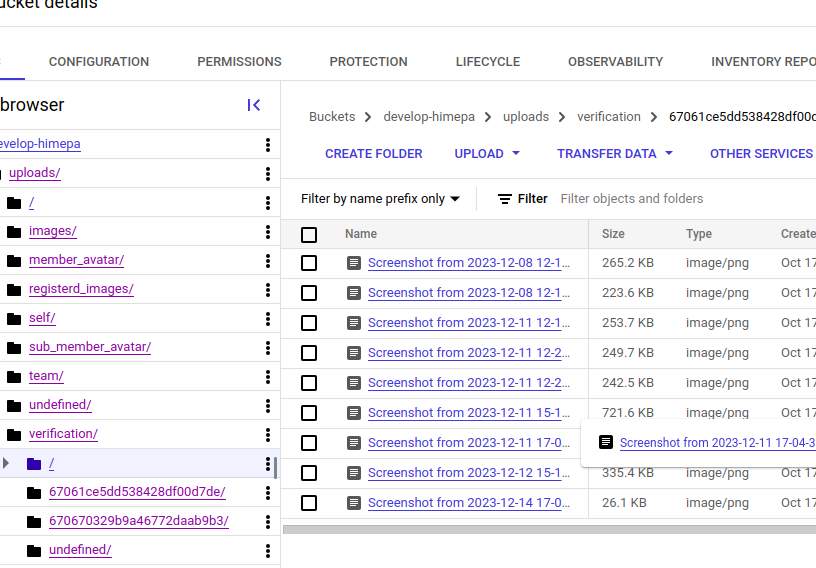 ucket details
CONFIGURATION PERMISSIONS PROTECTION LIFECYCLE OBSERVABILITY INVENTORY REPO
browser
evelop-himepa
uploads/
/
images/
member_avatar/
registerd_images/
self/
sub_member_avatar/
team/
undefined/
verification/
/
67061ce5dd538428df00d7de/
670670329b9a46772daab9b3/
undefined/
Buckets develop-himepa uploads verification 67061ce5dd538428df00d
CREATE FOLDER UPLOAD TRANSFER DATA OTHER SERVICES
Filter by name prefix only Filter Filter objects and folders
Name Size Type Create
Screenshot from 2023-12-08 12-1... 265.2 KB image/png Oct 17
Screenshot from 2023-12-08 12-1... 223.6 KB image/png Oct 17
Screenshot from 2023-12-11 12-1... 253.7 KB image/png Oct 17
Screenshot from 2023-12-11 12-2... 249.7 KB image/png Oct 17
Screenshot from 2023-12-11 12-2... 242.5 KB image/png Oct 17
Screenshot from 2023-12-11 15-1... 721.6 KB image/png Oct 17
Screenshot from 2023-12-11 17-0... Screenshot from 2023-12-11 17-04-3
Screenshot from 2023-12-12 15-1... 335.4 KB image/png Oct 17
Screenshot from 2023-12-14 17-0... 26.1 KB image/png Oct 17